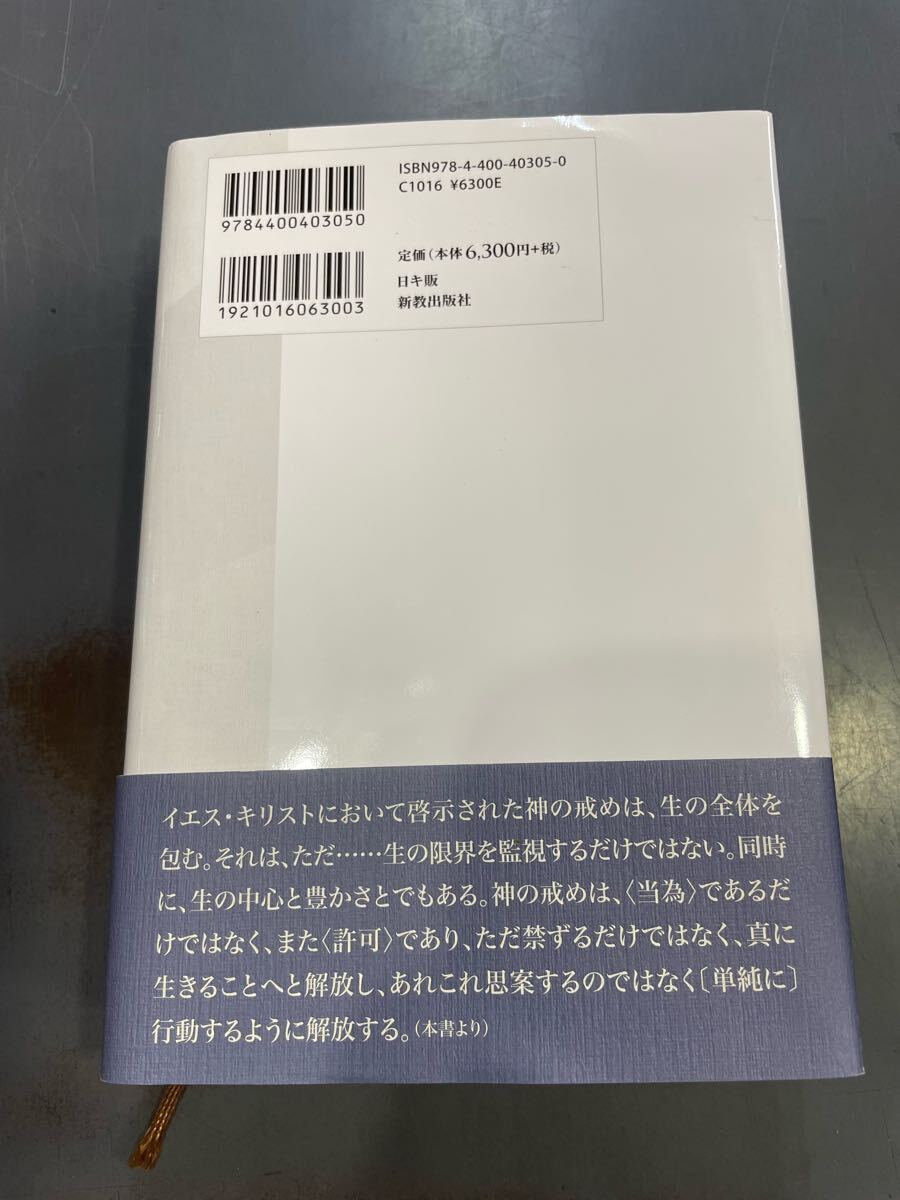 ISBN978-4-400-40305-0
C1016 ¥6300E
9784400403050
定価(本体6,300円+税)
日キ販
新教出版社
1921016063003
イエス・キリストにおいて啓示された神の戒めは、生の全体を
包む。それは、ただ……生の限界を監視するだけではない。同時
に、生の中心と豊かさとでもある。神の戒めは、〈当為〉であるだ
けではなく、また〈許可〉であり、ただ禁ずるだけではなく、真に
生きることへと解放し、あれこれ思案するのではなく〔単純に〕
行動するように解放する。(本書より)